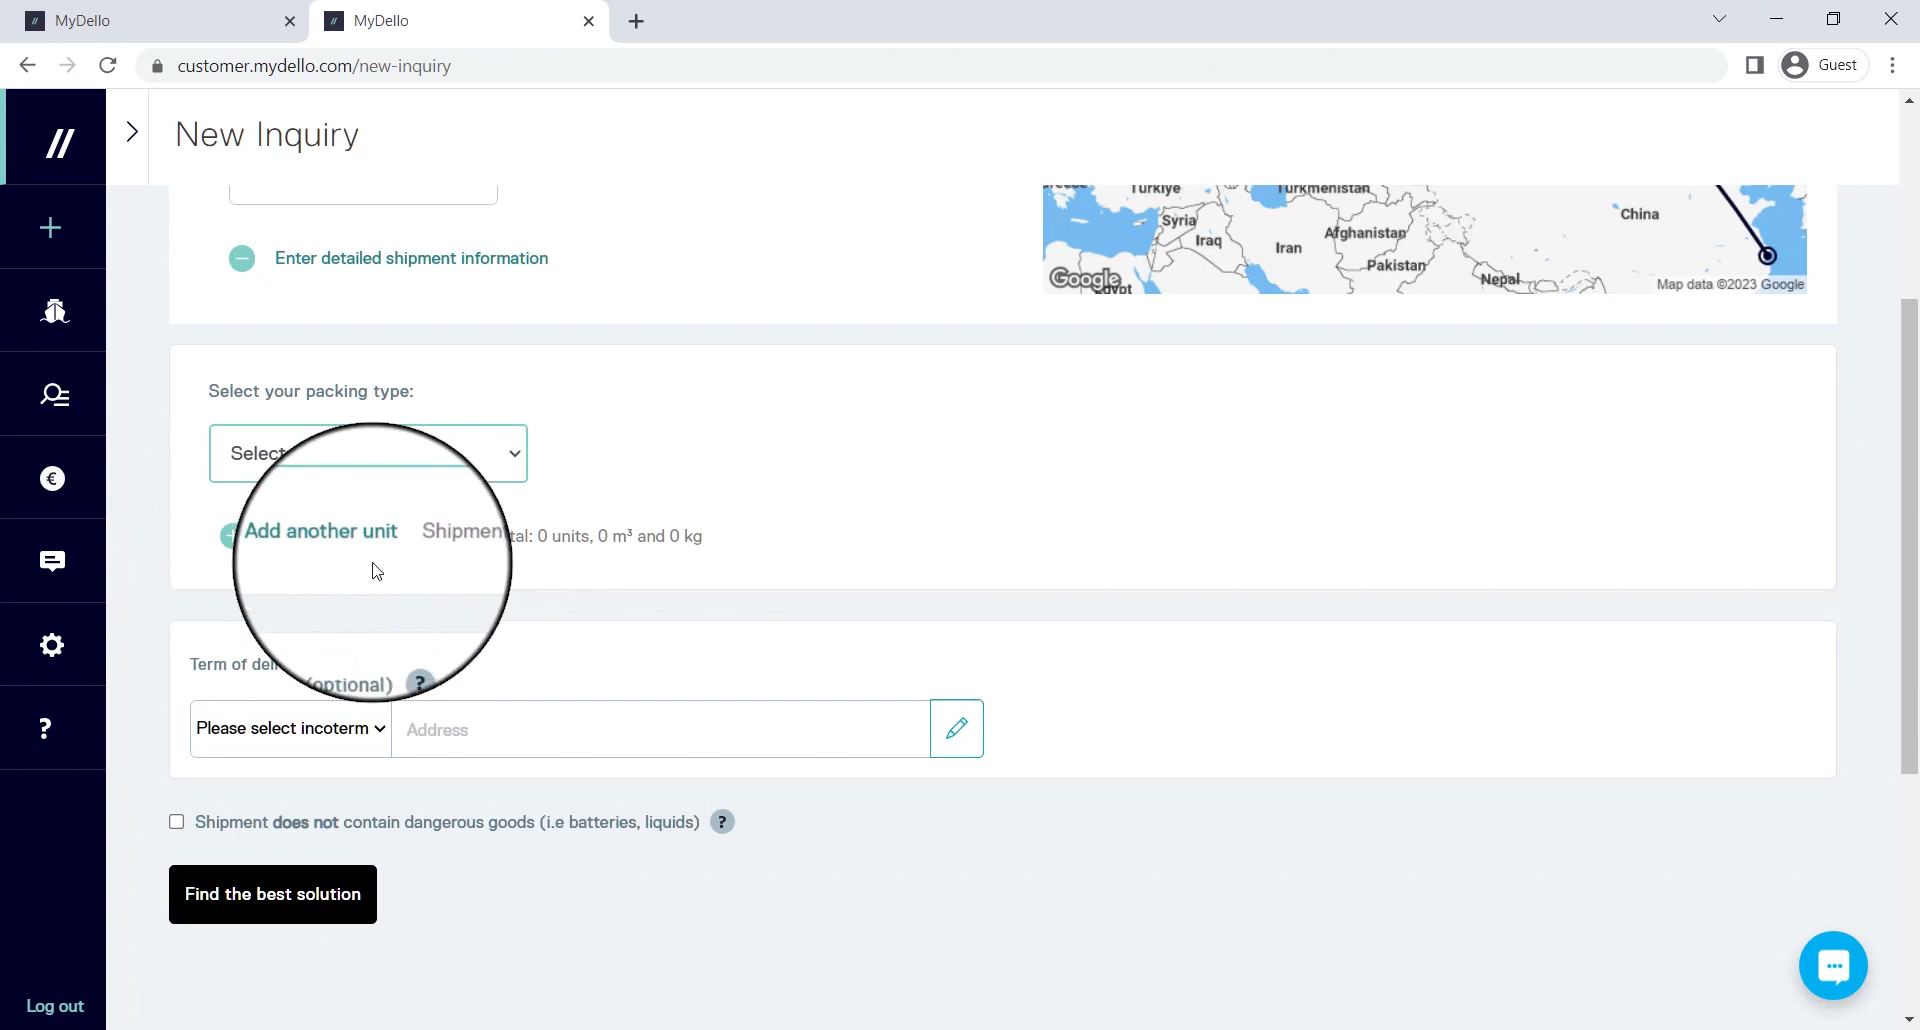 MyDello
MyDello
customer.mydello.com/new-inquiry
Guest
New Inquiry
Türkiye
Turkmenistan
China
Syria
Afghanistan
Iraq
Iran
Pakistan
Nepal
Google
Map data ©2023 Google
Enter detailed shipment information
Select your packing type:
Select
Add another unit Shipmen tal: 0 units, 0 m³ and 0 kg
Term of del (optional) ?
Please select incoterm Address
Shipment does not contain dangerous goods (i.e batteries, liquids) ?
Find the best solution
€
?
Log out